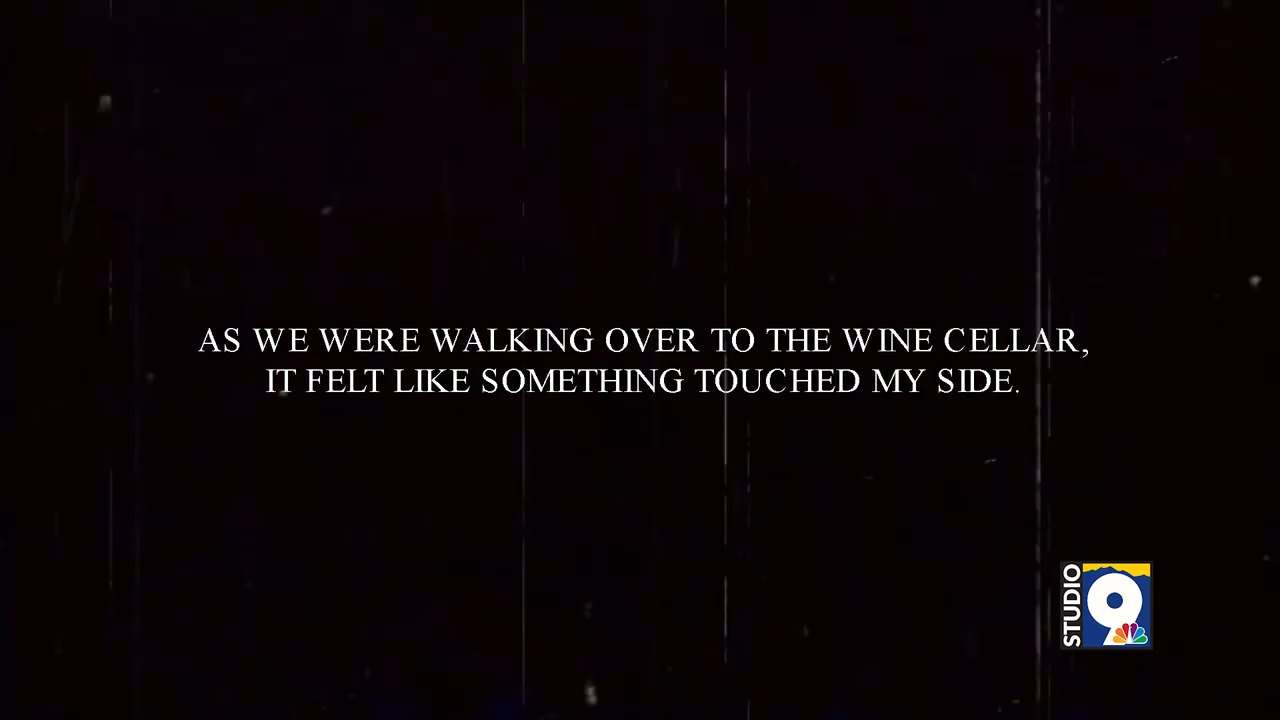 AS WE WERE WALKING OVER TO THE WINE CELLAR,
IT FELT LIKE SOMETHING TOUCHED MY SIDE.
STUDIO
9